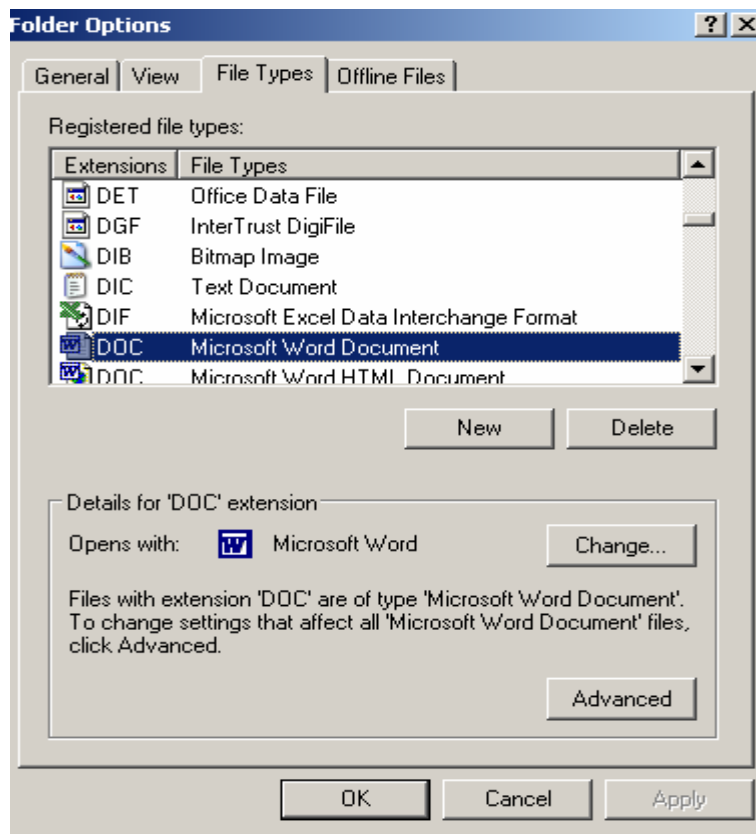 Folder Options
General View File Types Offline Files
Registered file types:
Extensions File Types
DET Office Data File
DGF InterTrust DigiFile
DIB Bitmap Image
DIC Text Document
DIF Microsoft Excel Data Interchange Format
DOC Microsoft Word Document
DOC Microsoft Word HTML Document
New Delete
Details for 'DOC' extension
Opens with: Microsoft Word Change...
Files with extension 'DOC' are of type 'Microsoft Word Document'.
To change settings that affect all 'Microsoft Word Document' files,
click Advanced.
Advanced
OK Cancel Apply